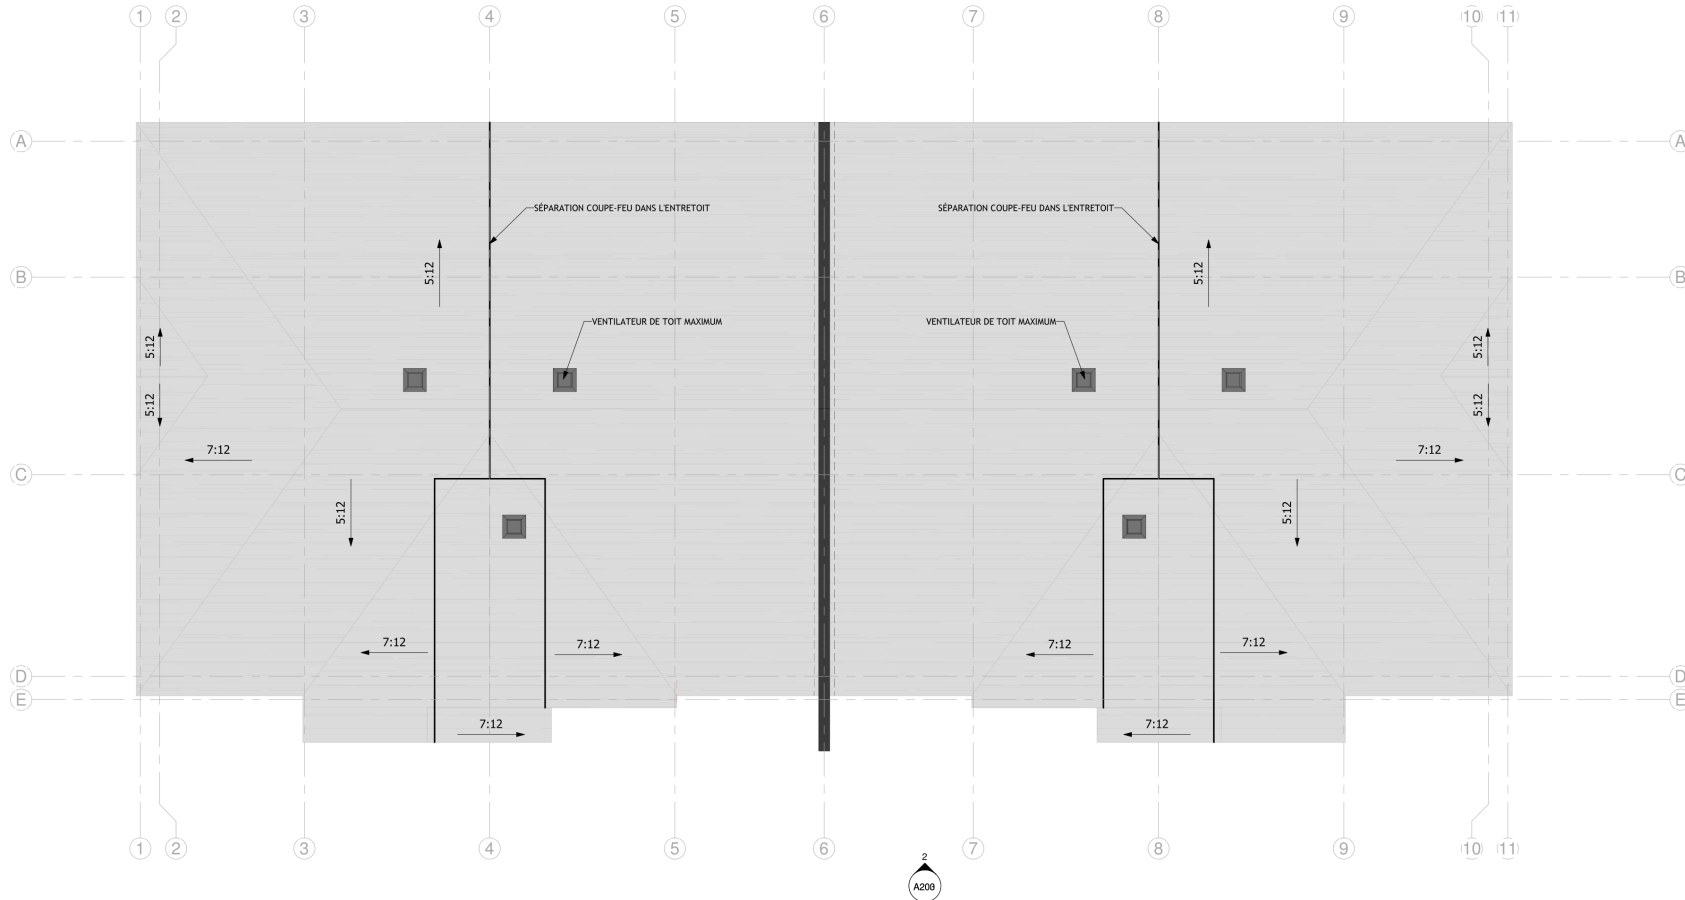 1 2 3 4 5 6 7 8 9 10 11
A A
SÉPARATION COUPE-FEU DANS L'ENTRETOIT SÉPARATION COUPE-FEU DANS L'ENTRETOIT
5:12 5:12
B B
VENTILATEUR DE TOIT MAXIMUM VENTILATEUR DE TOIT MAXIMUM
5:12 5:12
5:12 5:12
7:12 7:12
C C
5:12 5:12
7:12 7:12 7:12 7:12
D D
E E
7:12 7:12
1 2 3 4 5 6 7 8 9 10 11
2